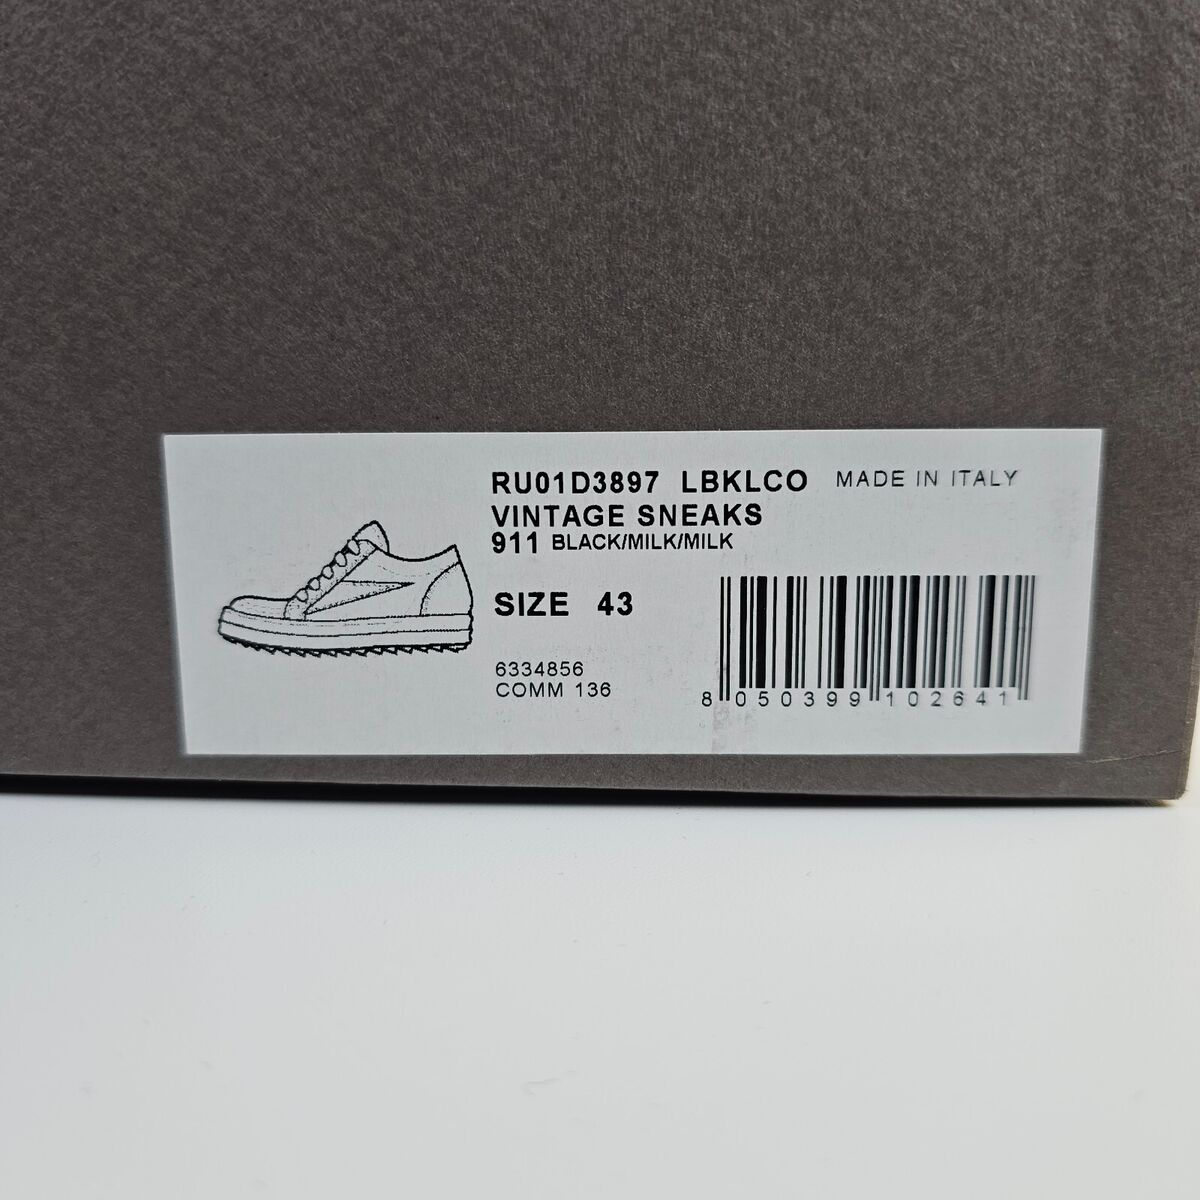 RU01D3897 LBKLCO MADE IN ITALY
VINTAGE SNEAKS
911 BLACK/MILK/MILK
SIZE 43
6334856
COMM 136
8 050399 102641